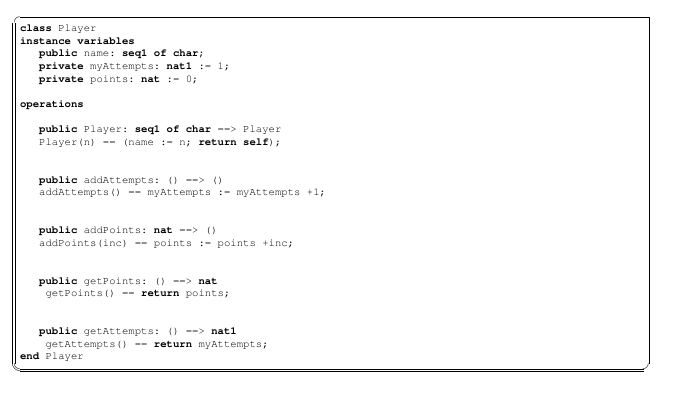 class Player
instance variables
public name: seq1 of char;
private myAttempts: nat1 := 1;
private points: nat := 0;
operations
public Player: seq1 of char ==> Player
Player(n) == (name := n; return self);
public addAttempts: () ==> ()
addAttempts() == myAttempts := myAttempts +1;
public addPoints: nat ==> ()
addPoints(inc) == points := points +inc;
public getPoints: () ==> nat
getPoints() == return points;
public getAttempts: () ==> nat1
getAttempts() == return myAttempts;
end Player